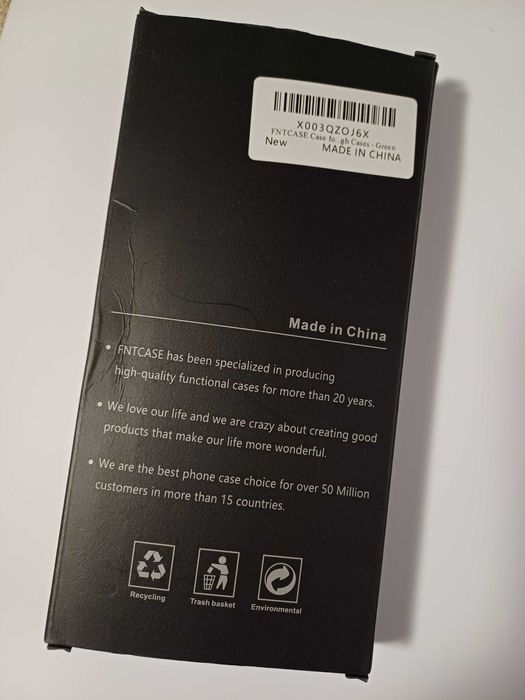 X003QZOJ6X
FNTCASE Case fo...gh Cases - Green
New
MADE IN CHINA
Made in China
• FNTCASE has been specialized in producing
high-quality functional cases for more than 20 years.
• We love our life and we are crazy about creating good
products that make our life more wonderful.
• We are the best phone case choice for over 50 Million
customers in more than 15 countries.
Recycling
Trash basket
Environmental